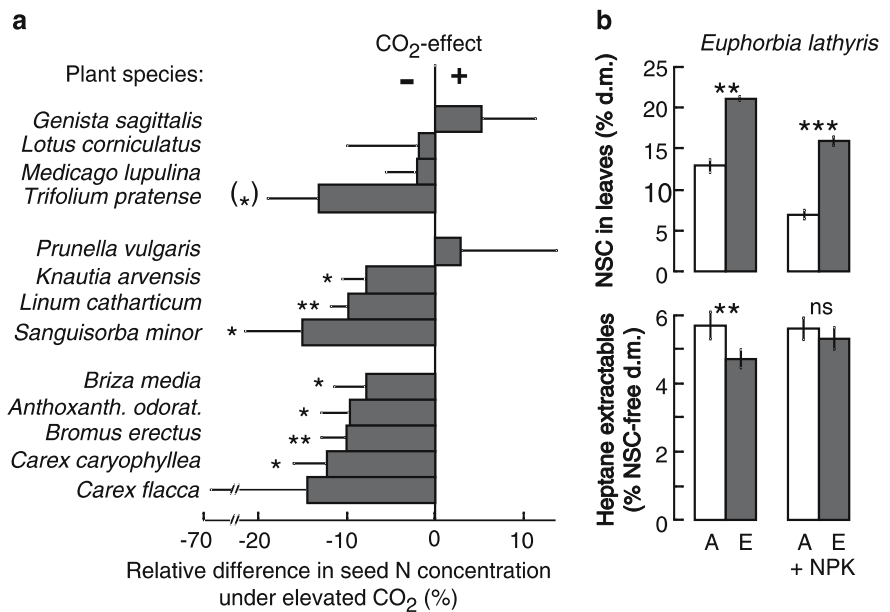 a
CO2-effect
Plant species:
- +
Genista sagittalis
Lotus corniculatus
Medicago lupulina
Trifolium pratense (*)
Prunella vulgaris
Knautia arvensis *
Linum catharticum **
Sanguisorba minor *
Briza media *
Anthoxanth. odorat. *
Bromus erectus **
Carex caryophyllea *
Carex flacca
-70 -20 -10 0 10
Relative difference in seed N concentration
under elevated CO2 (%)
b
Euphorbia lathyris
NSC in leaves (% d.m.)
25
20
15
10
5
0
**
***
Heptane extractables
(% NSC-free d.m.)
6
4
2
0
**
ns
A E A E
+ NPK